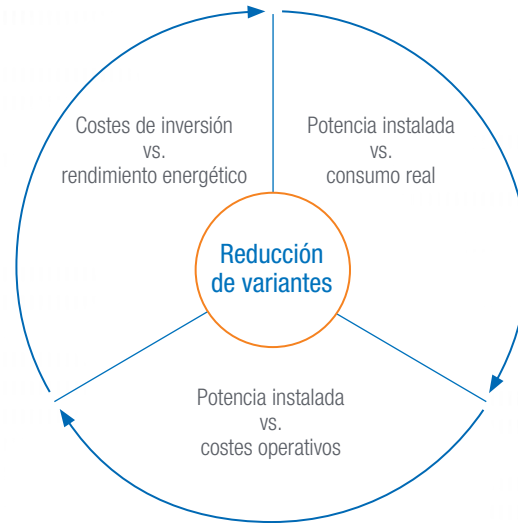 Costes de inversión
vs.
rendimiento energético
Potencia instalada
vs.
consumo real
Reducción
de variantes
Potencia instalada
vs.
costes operativos